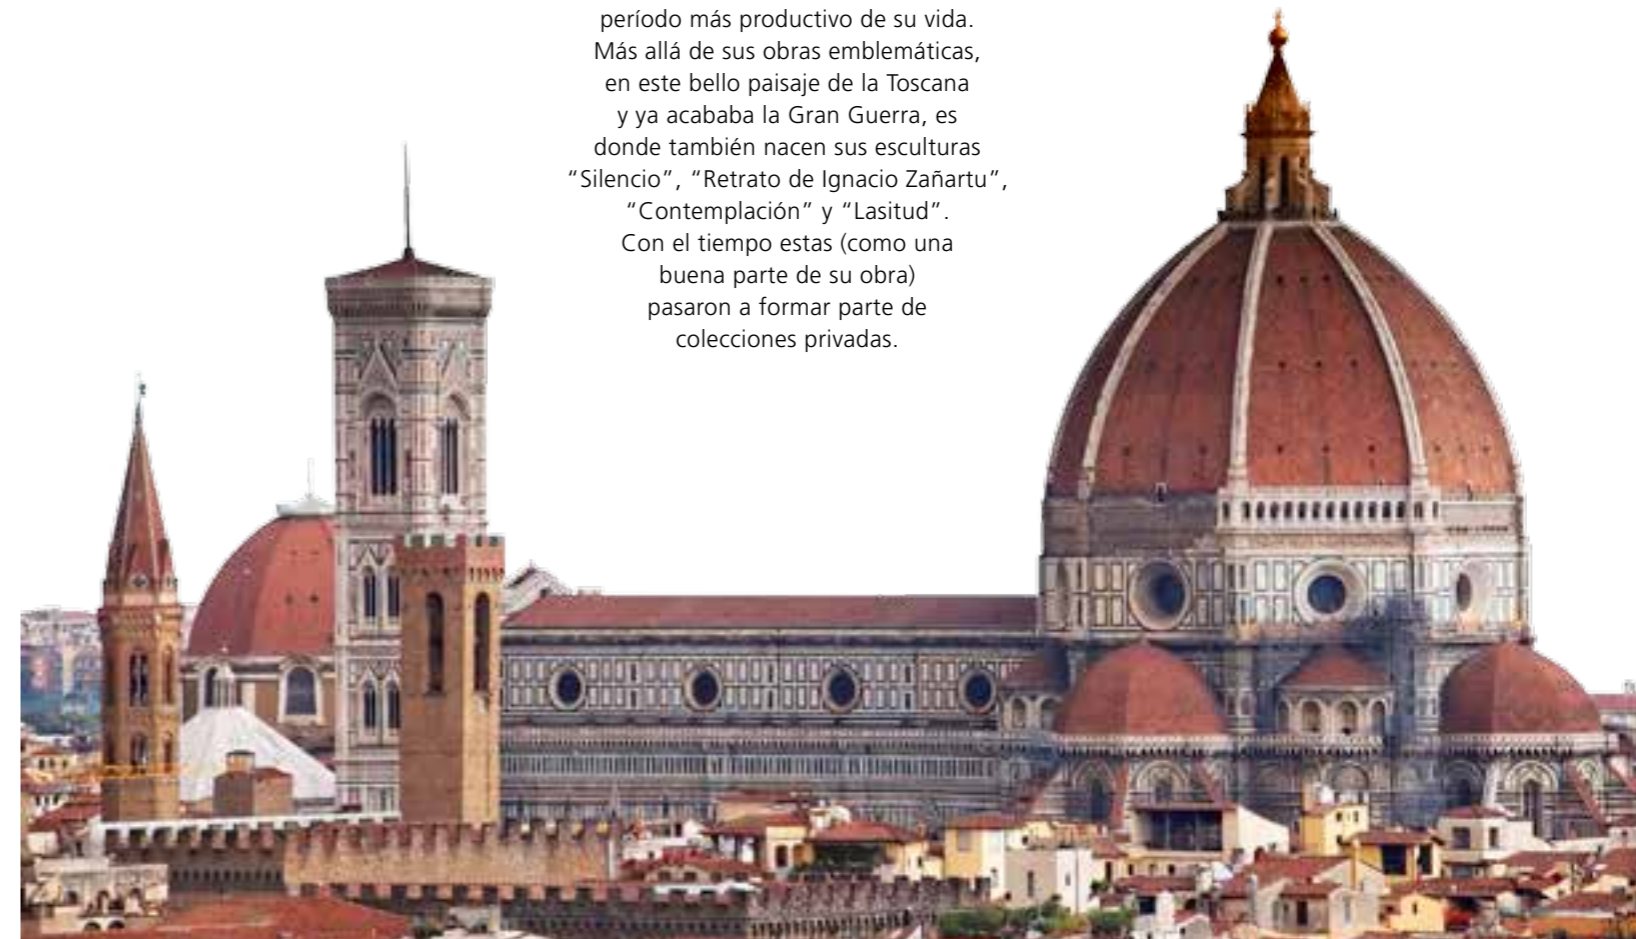 período más productivo de su vida.
Más allá de sus obras emblemáticas,
en este bello paisaje de la Toscana
y ya acababa la Gran Guerra, es
donde también nacen sus esculturas
“Silencio”, “Retrato de Ignacio Zañartu”,
“Contemplación” y “Lasitud”.
Con el tiempo estas (como una
buena parte de su obra)
pasaron a formar parte de
colecciones privadas.